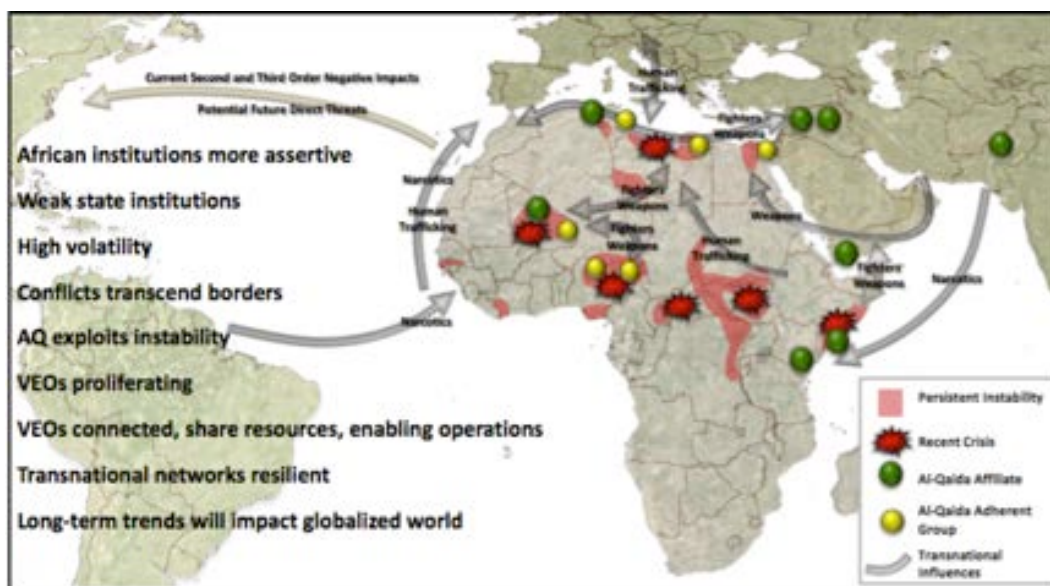 Current Second and Third Order Negative Impacts
Potential Future Direct Threats
African institutions more assertive
Weak state institutions
High volatility
Conflicts transcend borders
AQ exploits instability
VEOs proliferating
VEOs connected, share resources, enabling operations
Transnational networks resilient
Long-term trends will impact globalized world
Human
Trafficking
Fighters
Weapons
Narcotics
Human
Trafficking
Fighters
Weapons
Fighters
Weapons
Human
Trafficking
Weapons
Fighters
Weapons
Narcotics
Narcotics
Persistent Instability
Recent Crisis
Al-Qaida Affiliate
Al-Qaida Adherent
Group
Transnational
Influences